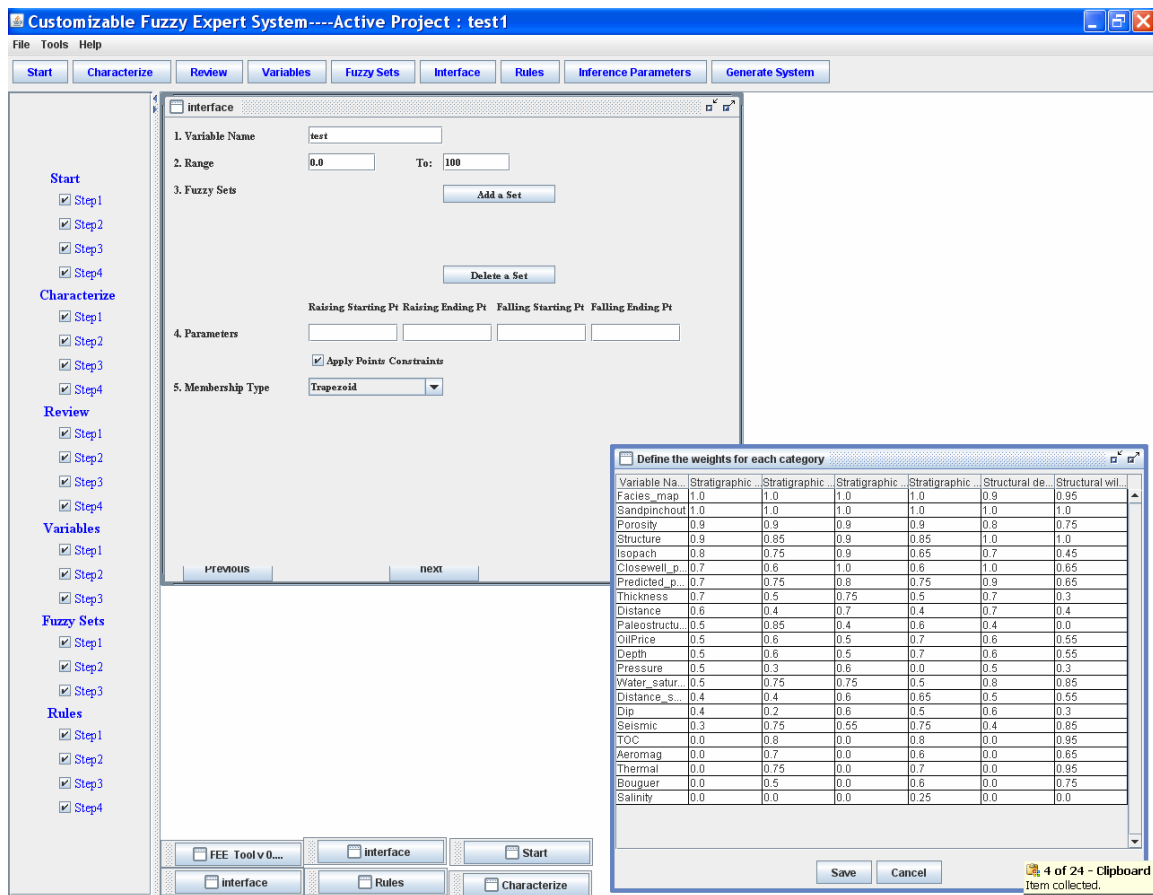 Customizable Fuzzy Expert System----Active Project : test1
File Tools Help
Start Characterize Review Variables Fuzzy Sets Interface Rules Inference Parameters Generate System
Start
Step1
Step2
Step3
Step4
Characterize
Step1
Step2
Step3
Step4
Review
Step1
Step2
Step3
Step4
Variables
Step1
Step2
Step3
Fuzzy Sets
Step1
Step2
Step3
Rules
Step1
Step2
Step3
Step4
interface
1. Variable Name test
2. Range 0.0 To: 100
3. Fuzzy Sets Add a Set
Delete a Set
Raising Starting Pt Raising Ending Pt Falling Starting Pt Falling Ending Pt
4. Parameters
Apply Points Constraints
5. Membership Type Trapezoid
Previous next
Define the weights for each category
Variable Na... Stratigraphic ... Stratigraphic ... Stratigraphic ... Stratigraphic ... Structural de... Structural wil...
Facies_map 1.0 1.0 1.0 1.0 0.9 0.95
Sandpinchout 1.0 1.0 1.0 1.0 1.0 1.0
Porosity 0.9 0.9 0.9 0.9 0.8 0.75
Structure 0.9 0.85 0.9 0.85 1.0 1.0
Isopach 0.8 0.75 0.9 0.65 0.7 0.45
Closewell_p... 0.7 0.6 1.0 0.6 1.0 0.65
Predicted_p... 0.7 0.75 0.8 0.75 0.9 0.65
Thickness 0.7 0.5 0.75 0.5 0.7 0.3
Distance 0.6 0.4 0.7 0.4 0.7 0.4
Paleostructu... 0.5 0.85 0.4 0.6 0.4 0.0
OilPrice 0.5 0.6 0.5 0.7 0.6 0.55
Depth 0.5 0.6 0.5 0.7 0.6 0.55
Pressure 0.5 0.3 0.6 0.0 0.5 0.3
Water_satur... 0.5 0.75 0.75 0.5 0.8 0.85
Distance_s... 0.4 0.4 0.6 0.65 0.5 0.55
Dip 0.4 0.2 0.6 0.5 0.6 0.3
Seismic 0.3 0.75 0.55 0.75 0.4 0.85
TOC 0.0 0.8 0.0 0.8 0.0 0.95
Aeromag 0.0 0.7 0.0 0.6 0.0 0.65
Thermal 0.0 0.75 0.0 0.7 0.0 0.95
Bouguer 0.0 0.5 0.0 0.6 0.0 0.75
Salinity 0.0 0.0 0.0 0.25 0.0 0.0
Save Cancel
FEE Tool v 0.... interface Start
interface Rules Characterize
4 of 24 - Clipboard
Item collected.